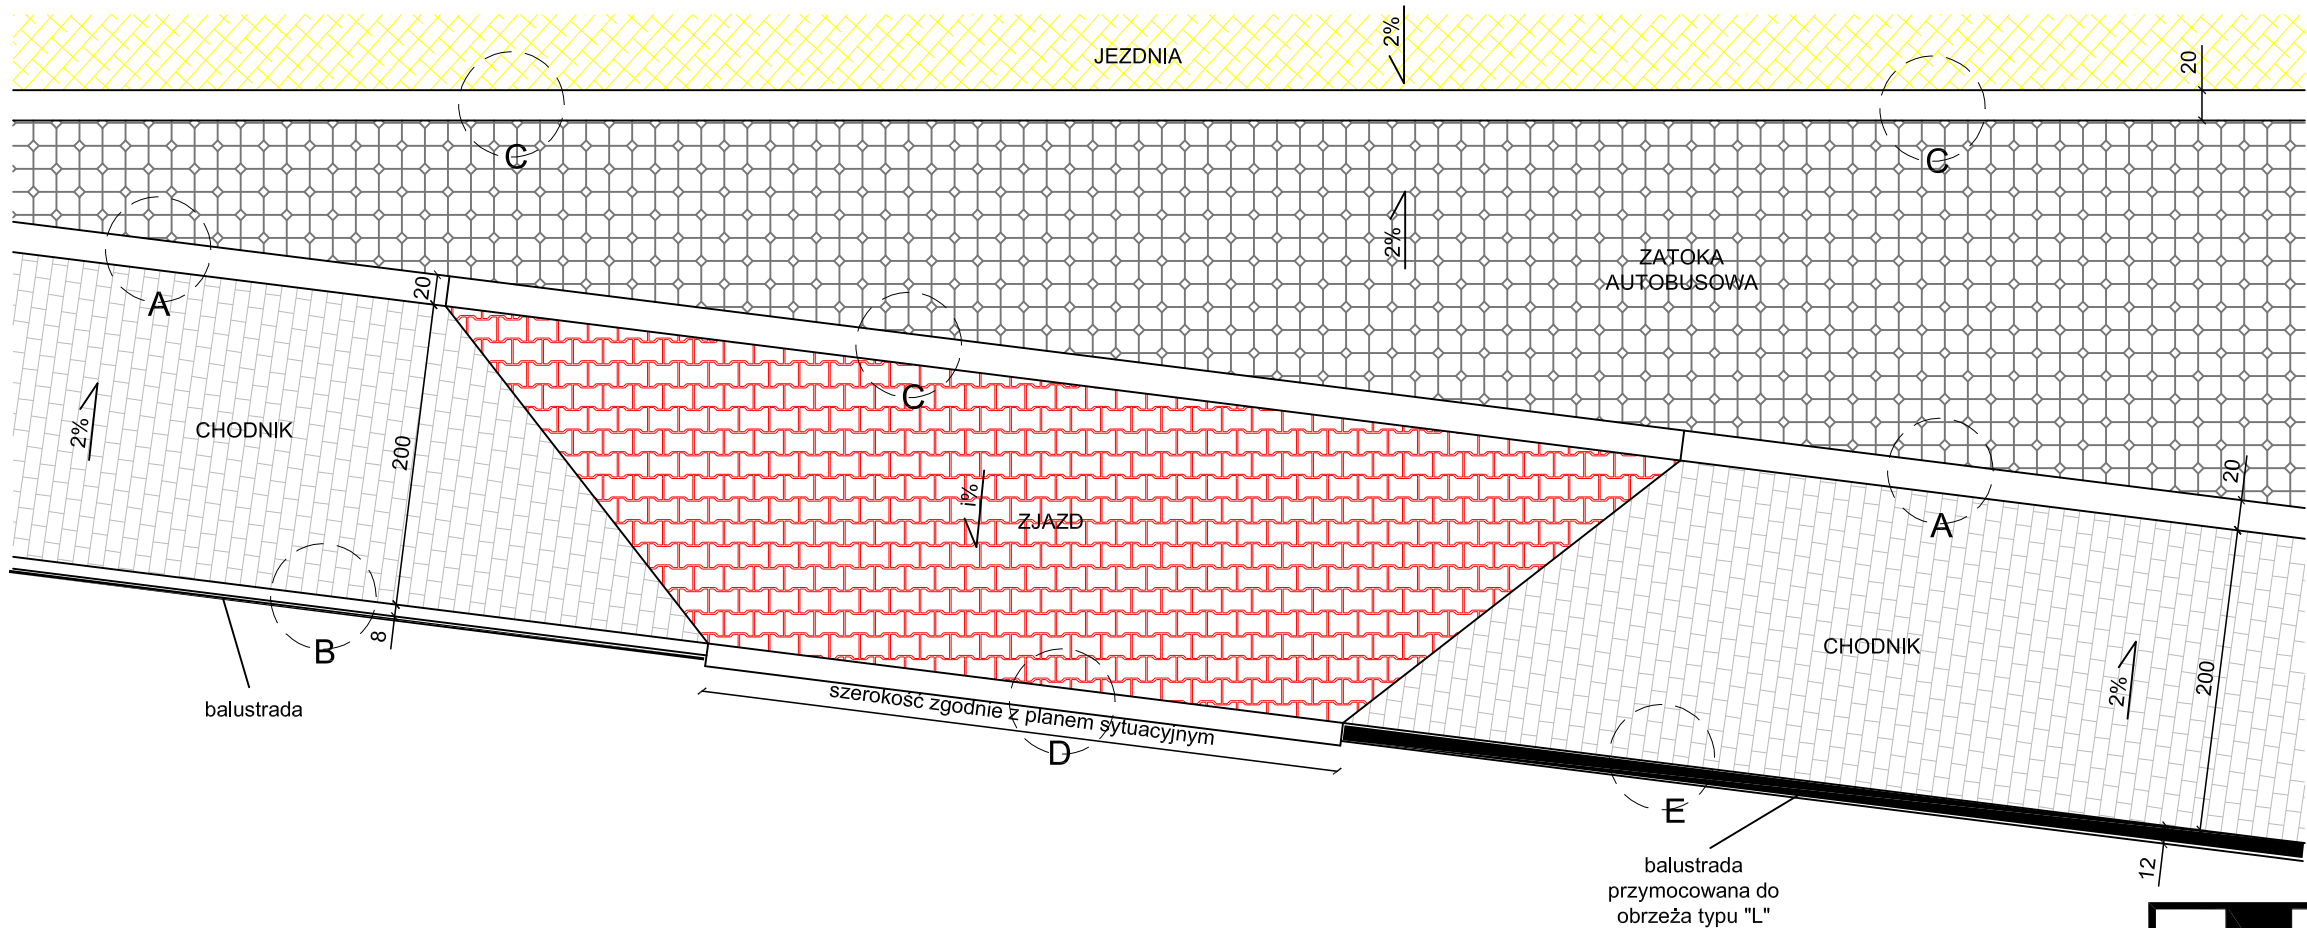 2%
JEZDNIA
20
C
C
2%
ZATOKA
AUTOBUSOWA
A
20
C
CHODNIK
2%
200
i%
ZJAZD
20
A
B
8
balustrada
szerokość zgodnie z planem sytuacyjnym
D
CHODNIK
2%
200
E
balustrada
przymocowana do
obrzeża typu "L"
12